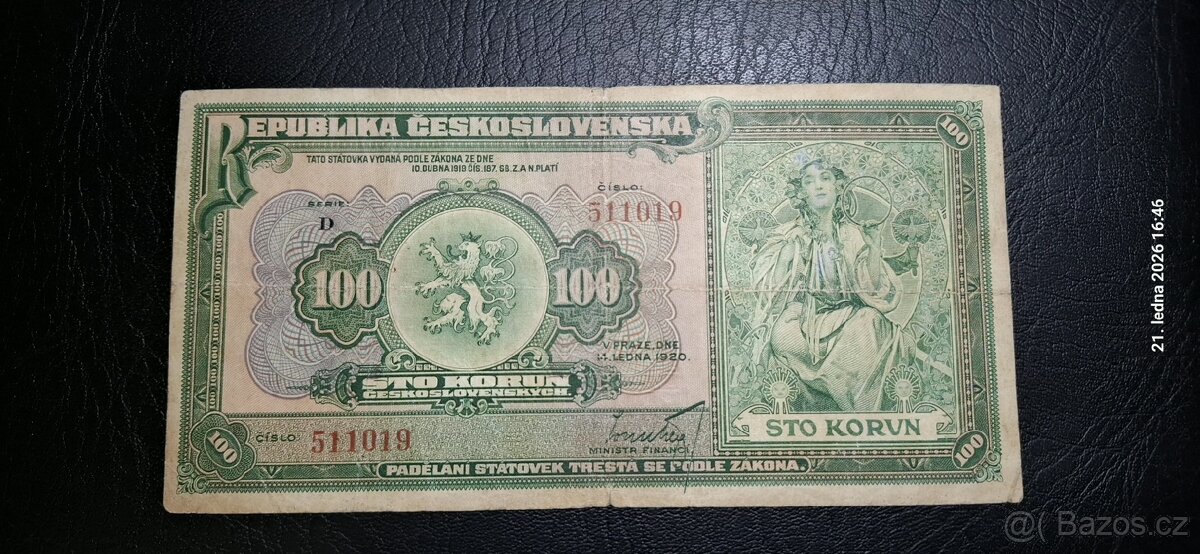 REPUBLIKA ČESKOSLOVENSKÁ
TATO STÁTOVKA VYDANÁ PODLE ZÁKONA ZE DNE
10. DUBNA 1919 ČÍS. 187. SB. Z. A N. PLATÍ
SERIE:
D
ČÍSLO:
511019
100
100
V PRAZE, DNE
14. LEDNA 1920.
STO KORUN
ČESKOSLOVENSKÝCH
ČÍSLO:
511019
MINISTR FINANCÍ
PADĚLÁNÍ STÁTOVEK TRESTÁ SE PODLE ZÁKONA.
100
100
100
STO KORUN
21. ledna 2026 16:46
@( Bazos.cz